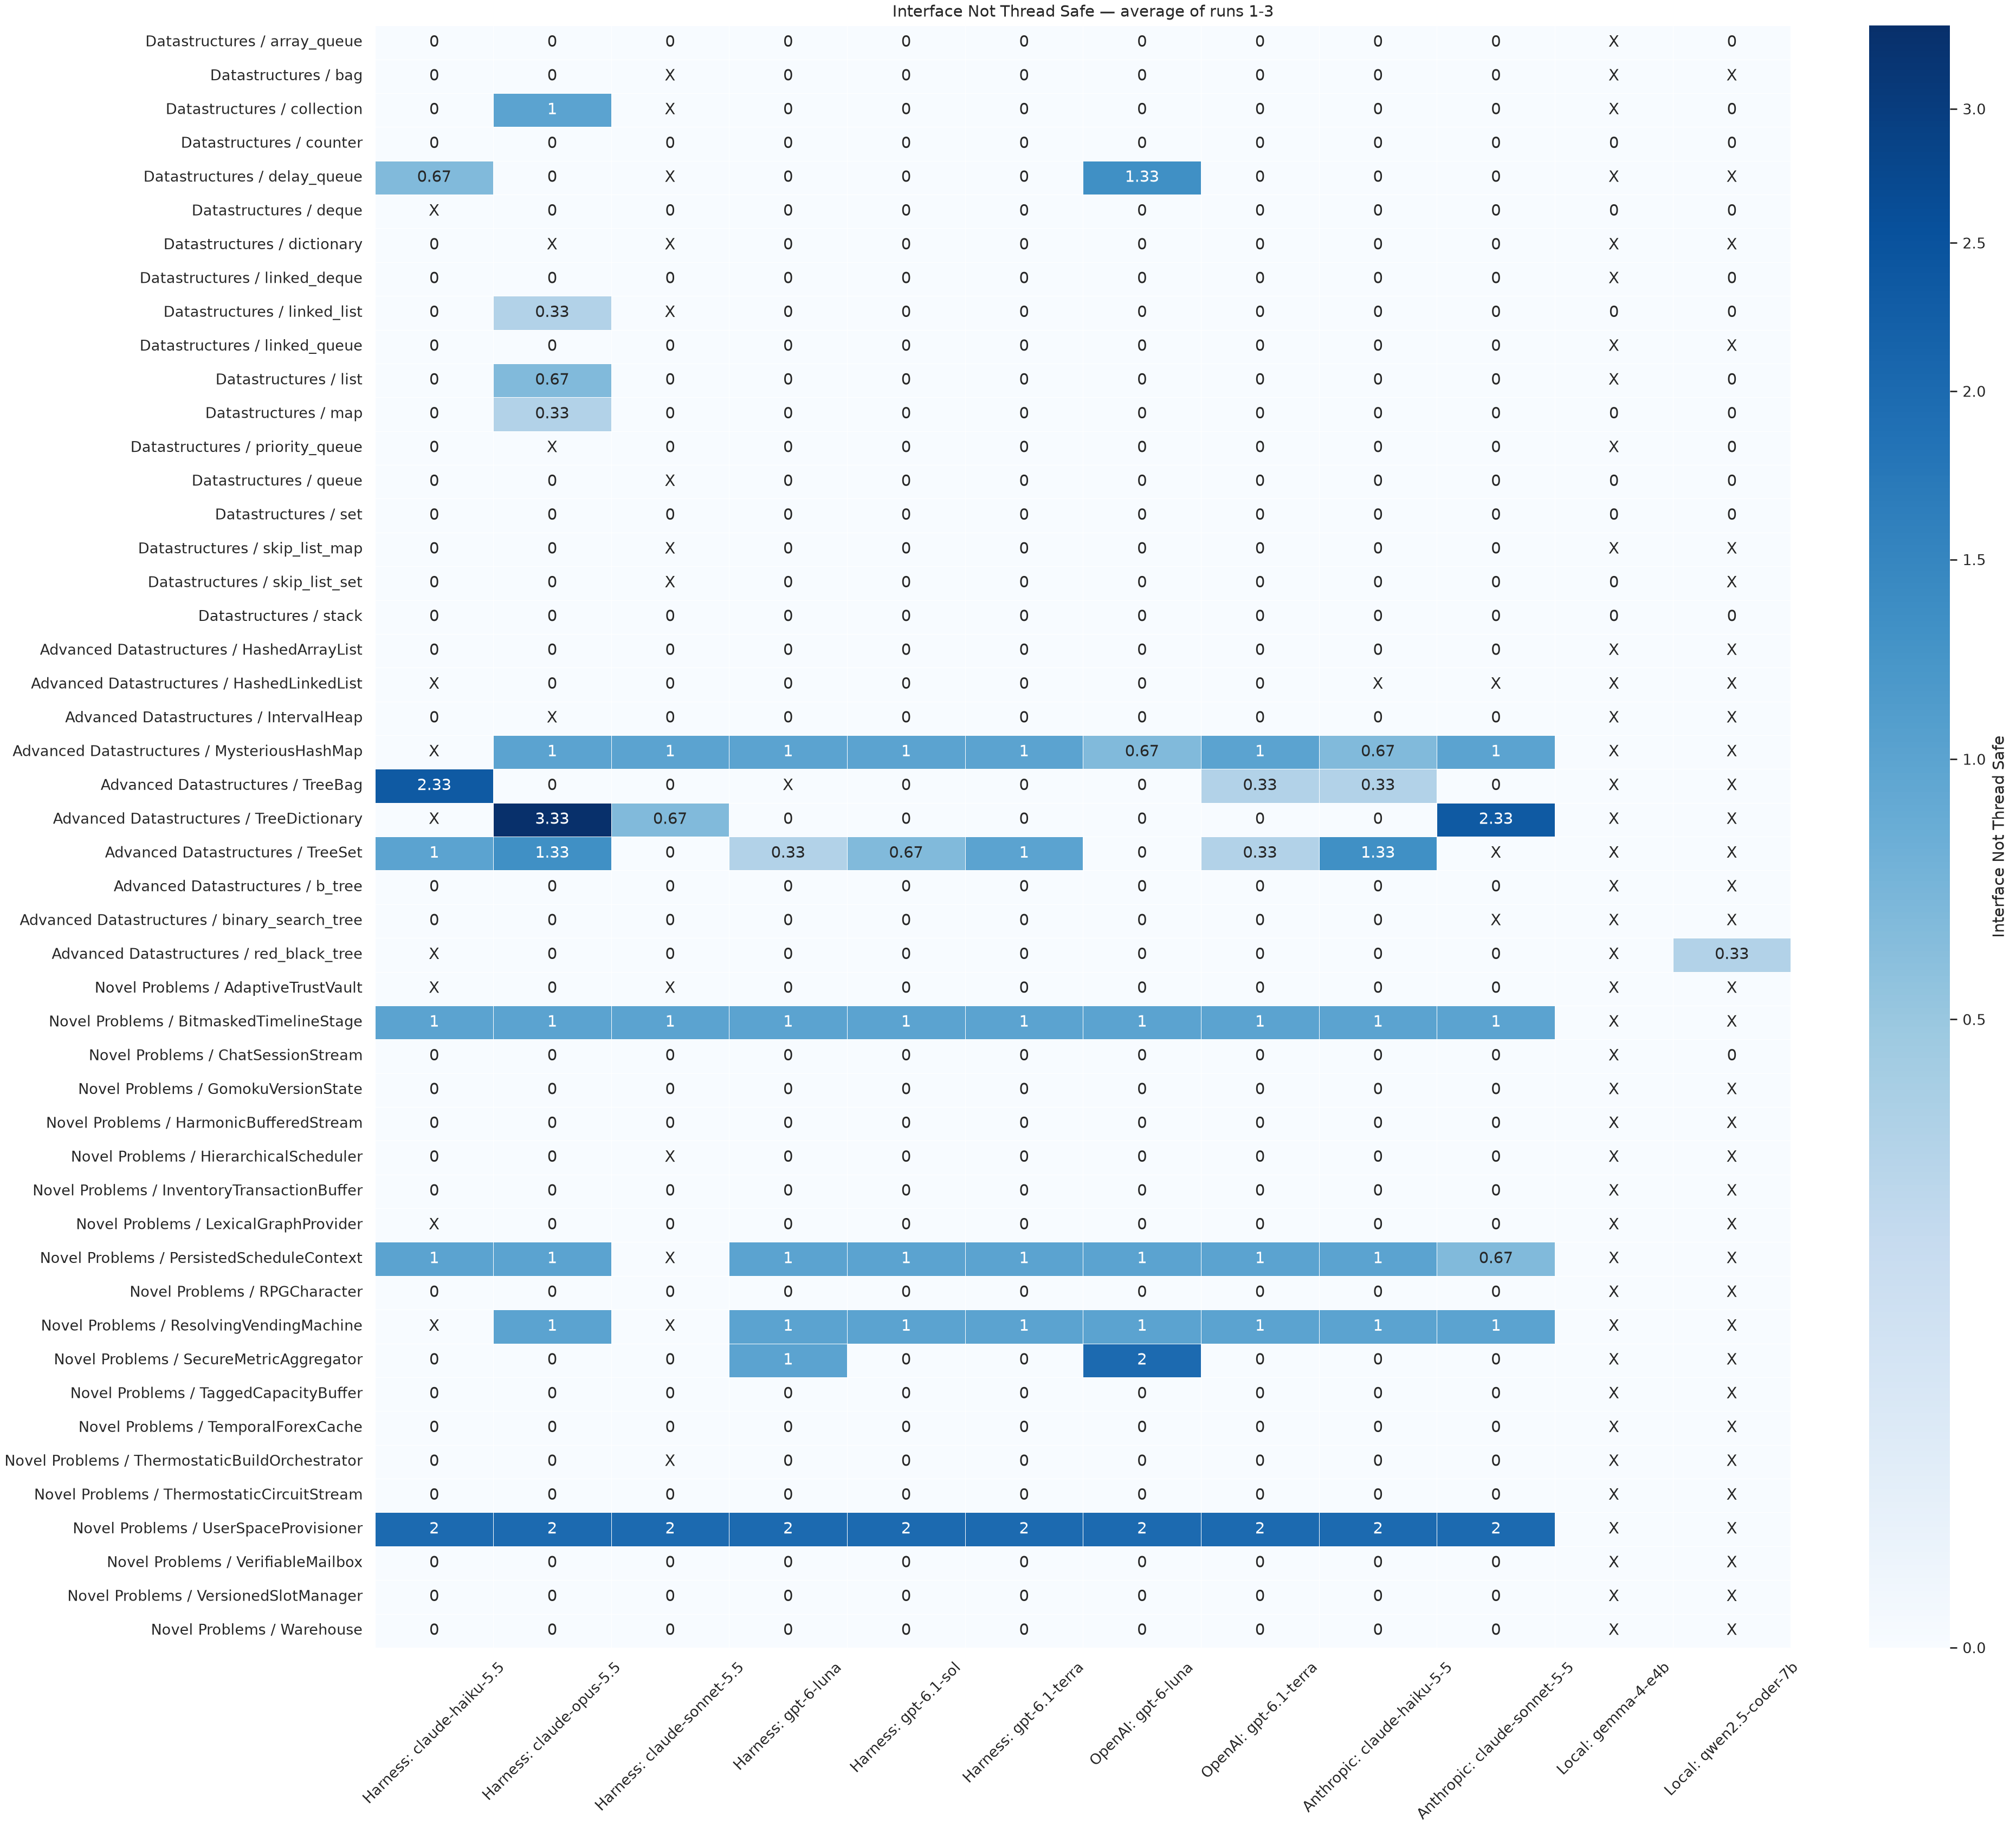 Interface Not Thread Safe — average of runs 1-3
Datastructures / array_queue 0 0 0 0 0 0 0 0 0 0 X 0
Datastructures / bag 0 0 X 0 0 0 0 0 0 0 X X
Datastructures / collection 0 1 X 0 0 0 0 0 0 0 X 0
Datastructures / counter 0 0 0 0 0 0 0 0 0 0 0 0
Datastructures / delay_queue 0.67 0 X 0 0 0 1.33 0 0 0 X X
Datastructures / deque X 0 0 0 0 0 0 0 0 0 0 0
Datastructures / dictionary 0 X X 0 0 0 0 0 0 0 X X
Datastructures / linked_deque 0 0 0 0 0 0 0 0 0 0 X 0
Datastructures / linked_list 0 0.33 X 0 0 0 0 0 0 0 0 0
Datastructures / linked_queue 0 0 0 0 0 0 0 0 0 0 X X
Datastructures / list 0 0.67 0 0 0 0 0 0 0 0 X 0
Datastructures / map 0 0.33 0 0 0 0 0 0 0 0 0 0
Datastructures / priority_queue 0 X 0 0 0 0 0 0 0 0 X 0
Datastructures / queue 0 0 X 0 0 0 0 0 0 0 0 0
Datastructures / set 0 0 0 0 0 0 0 0 0 0 0 0
Datastructures / skip_list_map 0 0 X 0 0 0 0 0 0 0 X X
Datastructures / skip_list_set 0 0 X 0 0 0 0 0 0 0 0 X
Datastructures / stack 0 0 0 0 0 0 0 0 0 0 0 0
Advanced Datastructures / HashedArrayList 0 0 0 0 0 0 0 0 0 0 X X
Advanced Datastructures / HashedLinkedList X 0 0 0 0 0 0 0 X X X X
Advanced Datastructures / IntervalHeap 0 X 0 0 0 0 0 0 0 0 X X
Advanced Datastructures / MysteriousHashMap X 1 1 1 1 1 0.67 1 0.67 1 X X
Advanced Datastructures / TreeBag 2.33 0 0 X 0 0 0 0.33 0.33 0 X X
Advanced Datastructures / TreeDictionary X 3.33 0.67 0 0 0 0 0 0 2.33 X X
Advanced Datastructures / TreeSet 1 1.33 0 0.33 0.67 1 0 0.33 1.33 X X X
Advanced Datastructures / b_tree 0 0 0 0 0 0 0 0 0 0 X X
Advanced Datastructures / binary_search_tree 0 0 0 0 0 0 0 0 0 X X X
Advanced Datastructures / red_black_tree X 0 0 0 0 0 0 0 0 0 X 0.33
Novel Problems / AdaptiveTrustVault X 0 X 0 0 0 0 0 0 0 X X
Novel Problems / BitmaskedTimelineStage 1 1 1 1 1 1 1 1 1 1 X X
Novel Problems / ChatSessionStream 0 0 0 0 0 0 0 0 0 0 X 0
Novel Problems / GomokuVersionState 0 0 0 0 0 0 0 0 0 0 X X
Novel Problems / HarmonicBufferedStream 0 0 0 0 0 0 0 0 0 0 X X
Novel Problems / HierarchicalScheduler 0 0 X 0 0 0 0 0 0 0 X X
Novel Problems / InventoryTransactionBuffer 0 0 0 0 0 0 0 0 0 0 X X
Novel Problems / LexicalGraphProvider X 0 0 0 0 0 0 0 0 0 X X
Novel Problems / PersistedScheduleContext 1 1 X 1 1 1 1 1 1 0.67 X X
Novel Problems / RPGCharacter 0 0 0 0 0 0 0 0 0 0 X X
Novel Problems / ResolvingVendingMachine X 1 X 1 1 1 1 1 1 1 X X
Novel Problems / SecureMetricAggregator 0 0 0 1 0 0 2 0 0 0 X X
Novel Problems / TaggedCapacityBuffer 0 0 0 0 0 0 0 0 0 0 X X
Novel Problems / TemporalForexCache 0 0 0 0 0 0 0 0 0 0 X X
Novel Problems / ThermostaticBuildOrchestrator 0 0 X 0 0 0 0 0 0 0 X X
Novel Problems / ThermostaticCircuitStream 0 0 0 0 0 0 0 0 0 0 X X
Novel Problems / UserSpaceProvisioner 2 2 2 2 2 2 2 2 2 2 X X
Novel Problems / VerifiableMailbox 0 0 0 0 0 0 0 0 0 0 X X
Novel Problems / VersionedSlotManager 0 0 0 0 0 0 0 0 0 0 X X
Novel Problems / Warehouse 0 0 0 0 0 0 0 0 0 0 X X
Harness: claude-haiku-5.5
Harness: claude-opus-5.5
Harness: claude-sonnet-5.5
Harness: gpt-6-luna
Harness: gpt-6.1-sol
Harness: gpt-6.1-terra
OpenAI: gpt-6-luna
OpenAI: gpt-6.1-terra
Anthropic: claude-haiku-5-5
Anthropic: claude-sonnet-5-5
Local: gemma-4-e4b
Local: qwen2.5-coder-7b
3.0
2.5
2.0
1.5
1.0
0.5
0.0
Interface Not Thread Safe